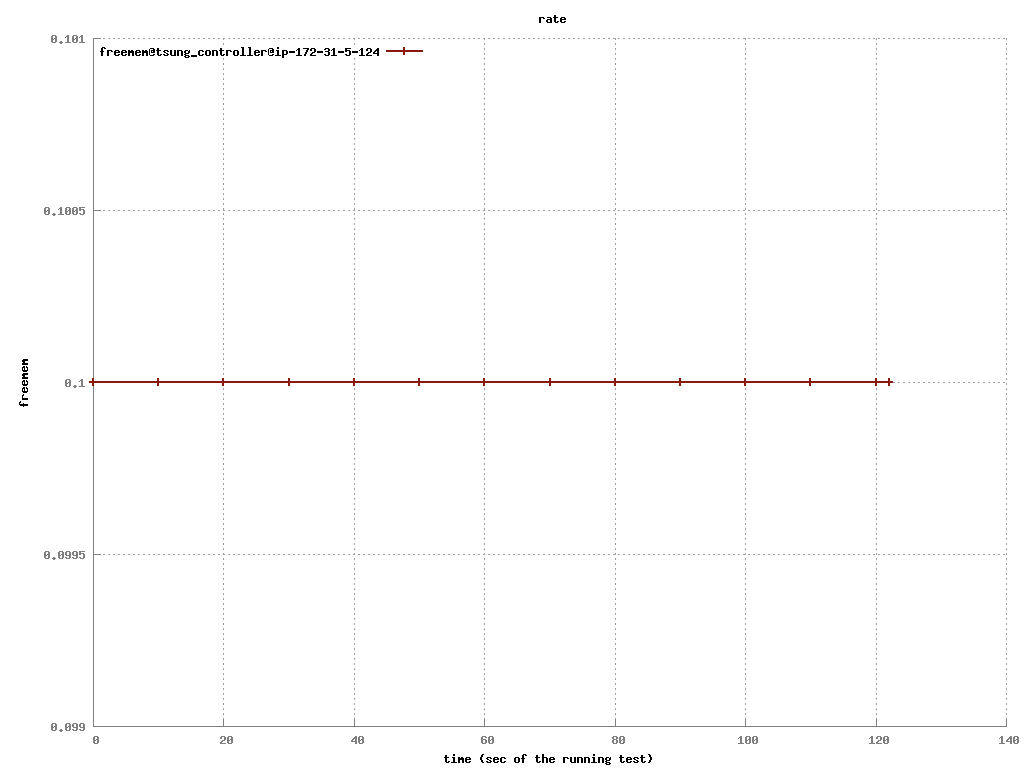 rate
0.101
freemem@tsung_controller@ip-172-31-5-124
0.1005
freemem
0.1
0.0995
0.099
0 20 40 60 80 100 120 140
time (sec of the running test)